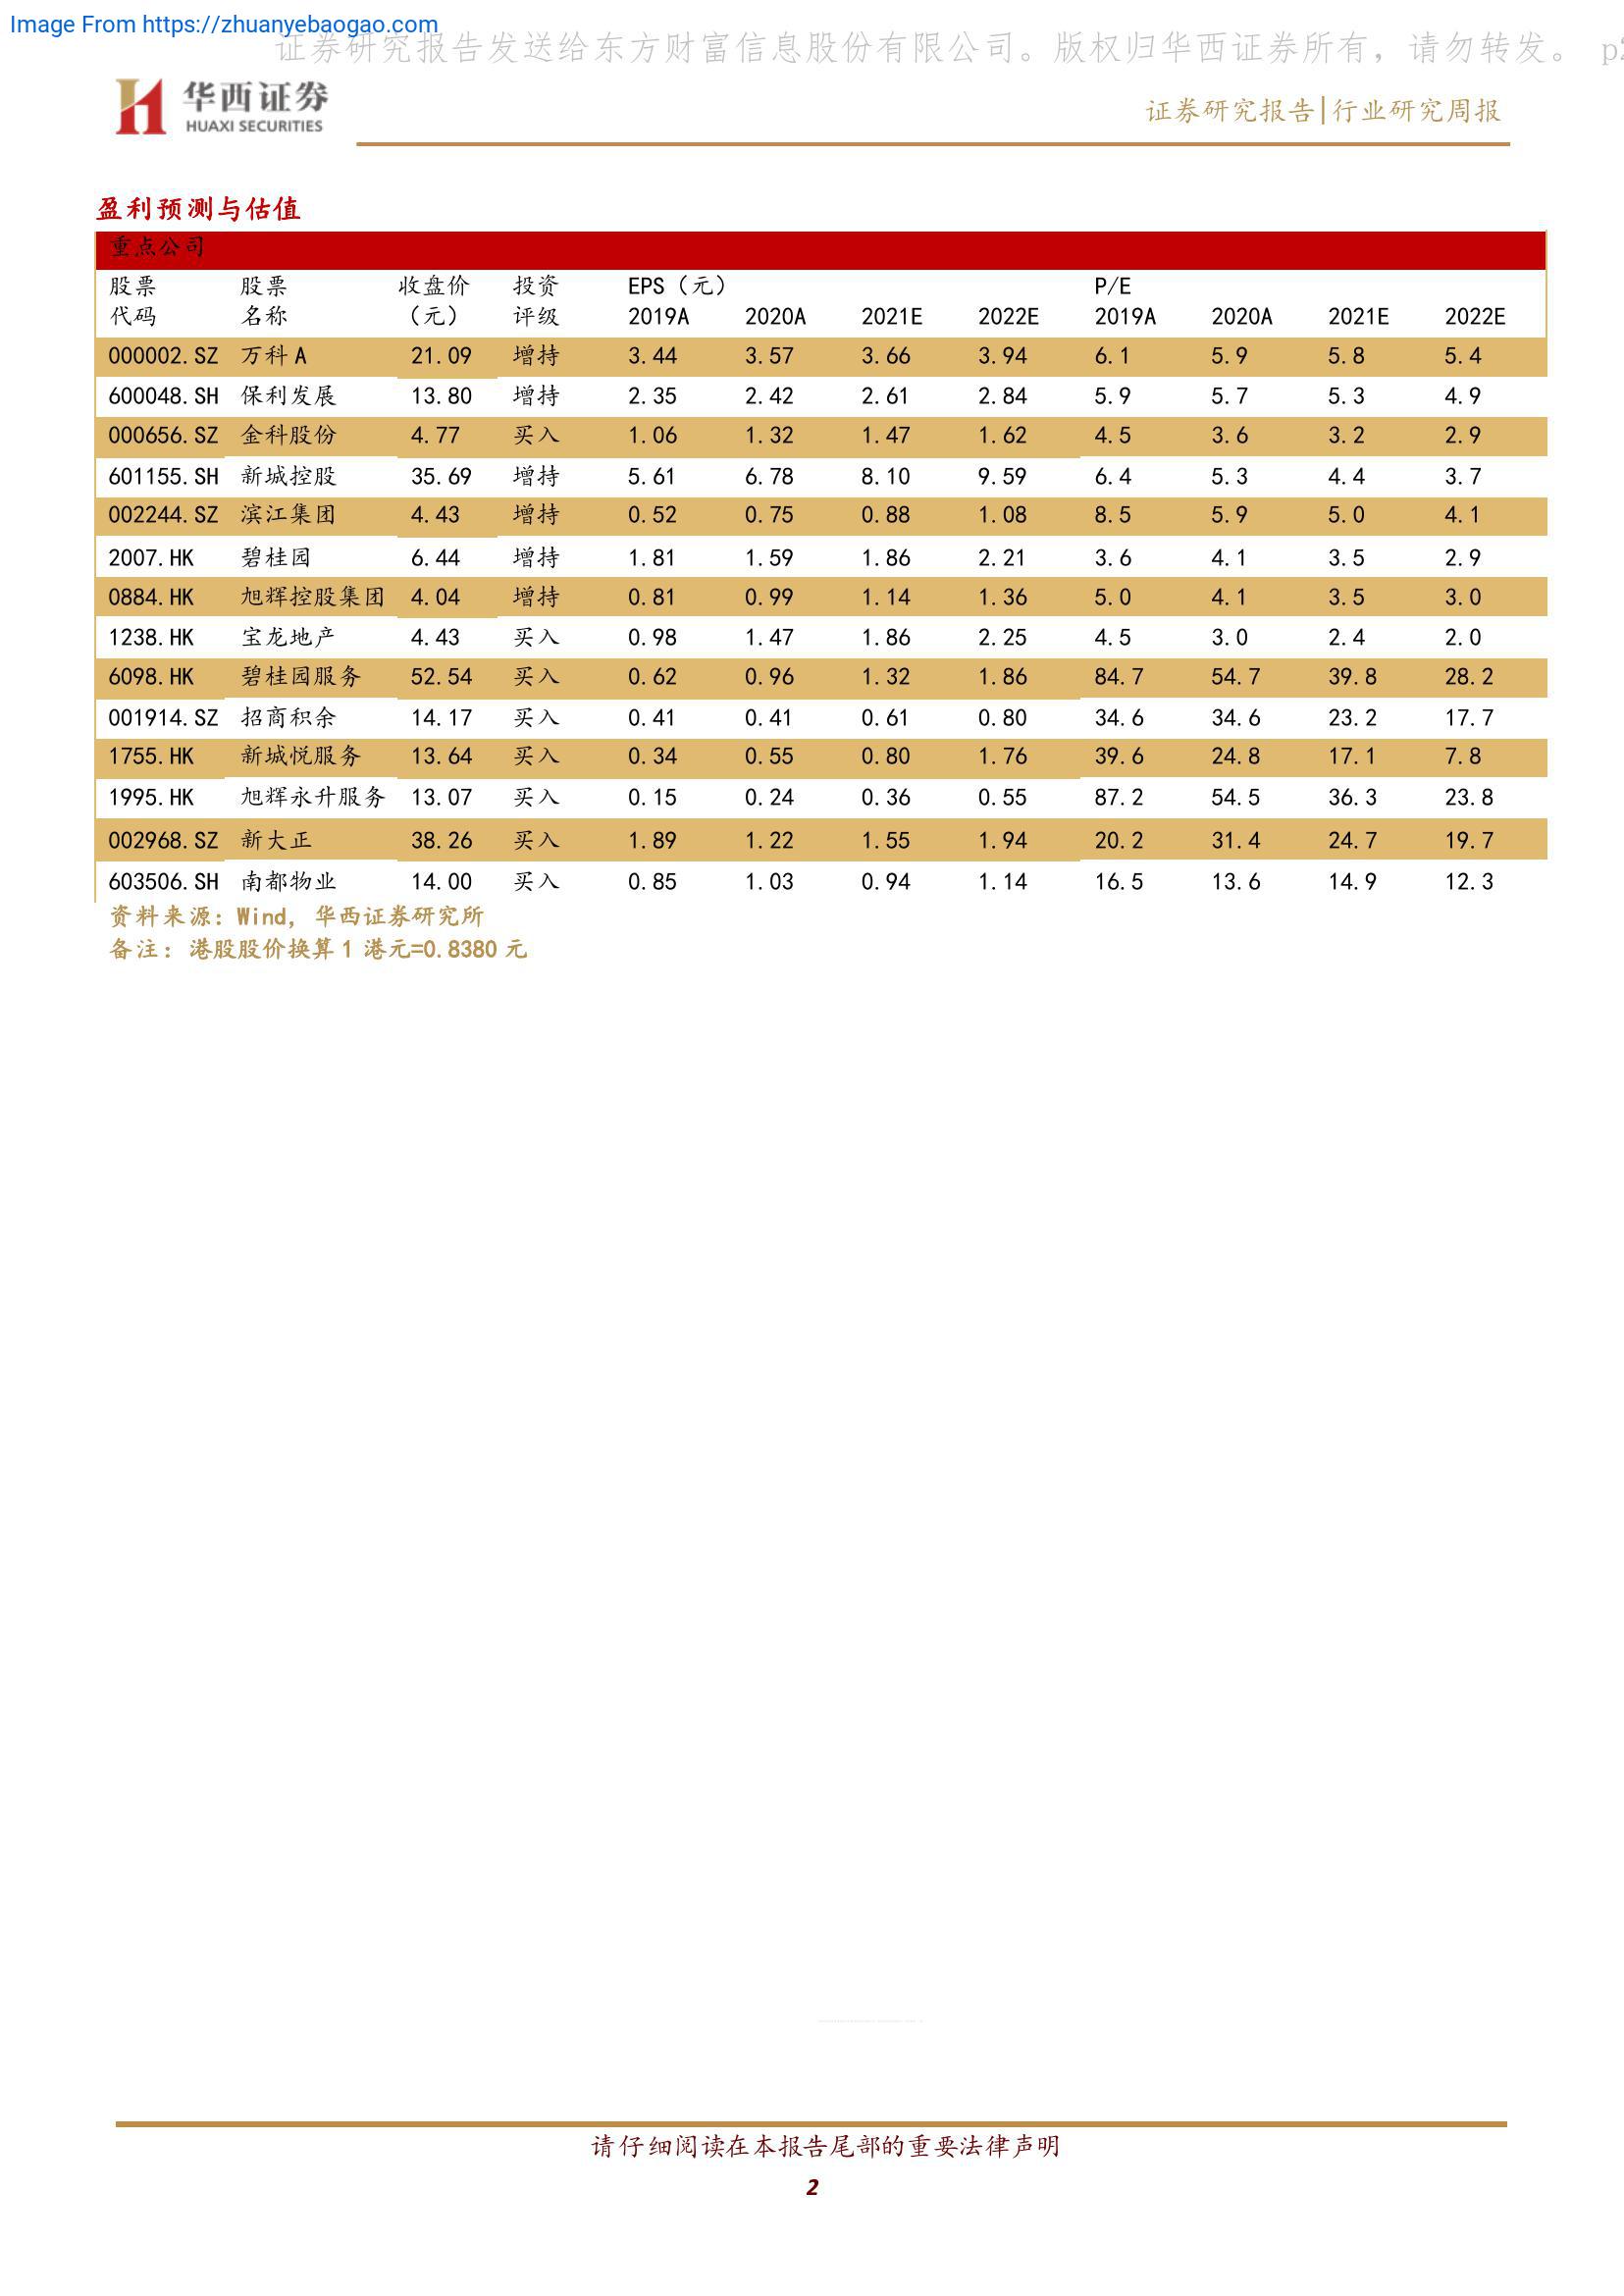 Image From https://zhuanyebaogao.com
证券研究报告发送给东方财富信息股份有限公司。版权归华西证券所有，请勿转发。 p2
华西证券
HUAXI SECURITIES
证券研究报告|行业研究周报
盈利预测与估值
重点公司
股票 股票 收盘价 投资 EPS（元） P/E
代码 名称 （元） 评级 2019A 2020A 2021E 2022E 2019A 2020A 2021E 2022E
000002.SZ 万科A 21.09 增持 3.44 3.57 3.66 3.94 6.1 5.9 5.8 5.4
600048.SH 保利发展 13.80 增持 2.35 2.42 2.61 2.84 5.9 5.7 5.3 4.9
000656.SZ 金科股份 4.77 买入 1.06 1.32 1.47 1.62 4.5 3.6 3.2 2.9
601155.SH 新城控股 35.69 增持 5.61 6.78 8.10 9.59 6.4 5.3 4.4 3.7
002244.SZ 滨江集团 4.43 增持 0.52 0.75 0.88 1.08 8.5 5.9 5.0 4.1
2007.HK 碧桂园 6.44 增持 1.81 1.59 1.86 2.21 3.6 4.1 3.5 2.9
0884.HK 旭辉控股集团 4.04 增持 0.81 0.99 1.14 1.36 5.0 4.1 3.5 3.0
1238.HK 宝龙地产 4.43 买入 0.98 1.47 1.86 2.25 4.5 3.0 2.4 2.0
6098.HK 碧桂园服务 52.54 买入 0.62 0.96 1.32 1.86 84.7 54.7 39.8 28.2
001914.SZ 招商积余 14.17 买入 0.41 0.41 0.61 0.80 34.6 34.6 23.2 17.7
1755.HK 新城悦服务 13.64 买入 0.34 0.55 0.80 1.76 39.6 24.8 17.1 7.8
1995.HK 旭辉永升服务 13.07 买入 0.15 0.24 0.36 0.55 87.2 54.5 36.3 23.8
002968.SZ 新大正 38.26 买入 1.89 1.22 1.55 1.94 20.2 31.4 24.7 19.7
603506.SH 南都物业 14.00 买入 0.85 1.03 0.94 1.14 16.5 13.6 14.9 12.3
资料来源：Wind，华西证券研究所
备注：港股股价换算1港元=0.8380元
请仔细阅读在本报告尾部的重要法律声明
2